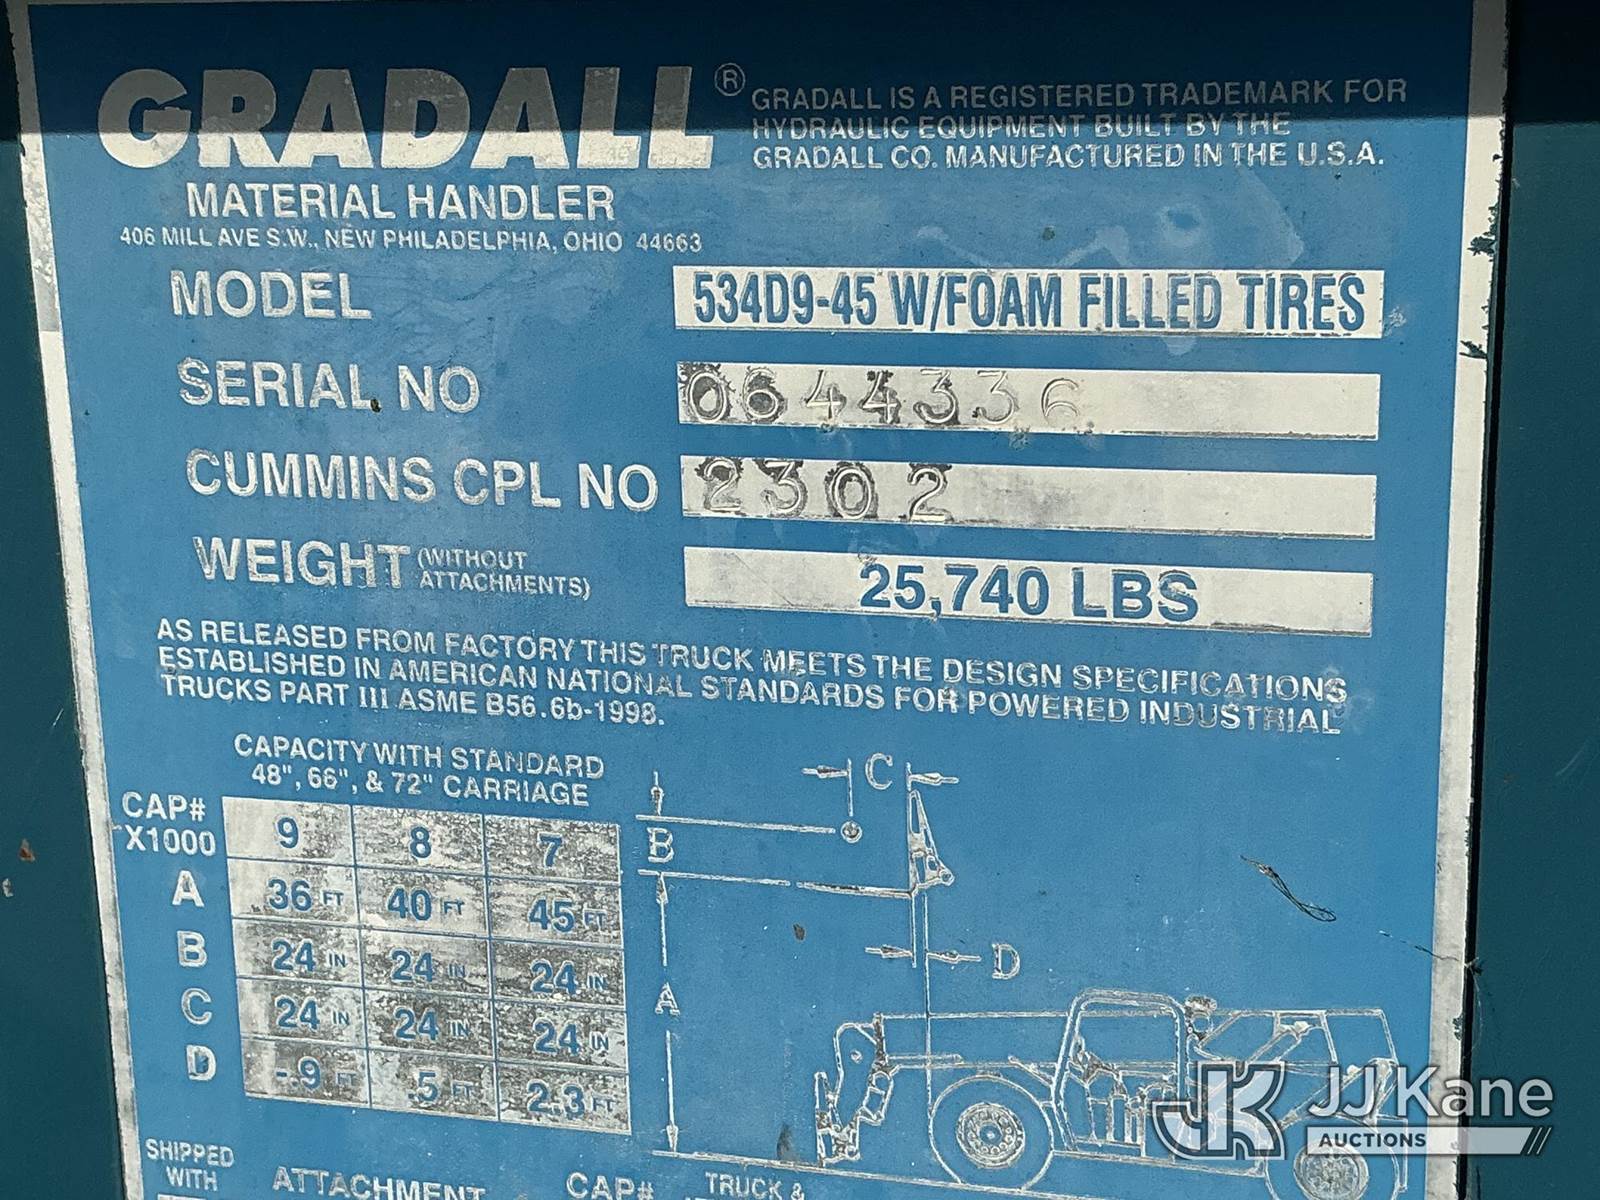 GRADALL®
GRADALL IS A REGISTERED TRADEMARK FOR
HYDRAULIC EQUIPMENT BUILT BY THE
GRADALL CO. MANUFACTURED IN THE U.S.A.
MATERIAL HANDLER
406 MILL AVE S.W., NEW PHILADELPHIA, OHIO 44663
MODEL 534D9-45 W/FOAM FILLED TIRES
SERIAL NO 0644336
CUMMINS CPL NO 2302
WEIGHT (WITHOUT ATTACHMENTS) 25,740 LBS
AS RELEASED FROM FACTORY THIS TRUCK MEETS THE DESIGN SPECIFICATIONS
ESTABLISHED IN AMERICAN NATIONAL STANDARDS FOR POWERED INDUSTRIAL
TRUCKS PART III ASME B56.6b-1998.
CAPACITY WITH STANDARD
48", 66", & 72" CARRIAGE
CAP# X1000 9 8 7
A 36 FT 40 FT 45 FT
B 24 IN 24 IN 24 IN
C 24 IN 24 IN 24 IN
D -.9 FT .5 FT 2.3 FT
C
B
D
A
SHIPPED
WITH
ATTACHMENT
CAP#
TRUCK &
JK JJ Kane
AUCTIONS